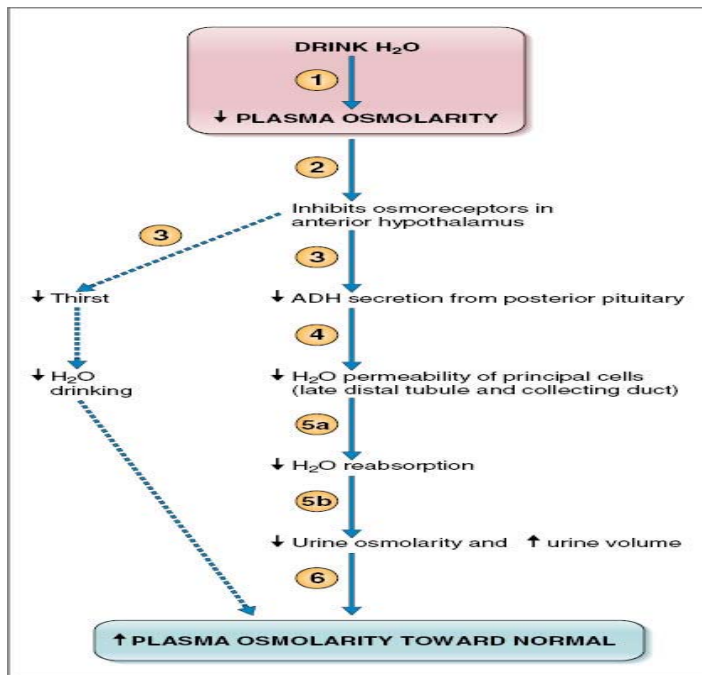 DRINK H₂O
1
↓ PLASMA OSMOLARITY
2
Inhibits osmoreceptors in
anterior hypothalamus
3
3
↓ Thirst
↓ ADH secretion from posterior pituitary
4
↓ H₂O
drinking
↓ H₂O permeability of principal cells
(late distal tubule and collecting duct)
5a
↓ H₂O reabsorption
5b
↓ Urine osmolarity and ↑ urine volume
6
↑ PLASMA OSMOLARITY TOWARD NORMAL